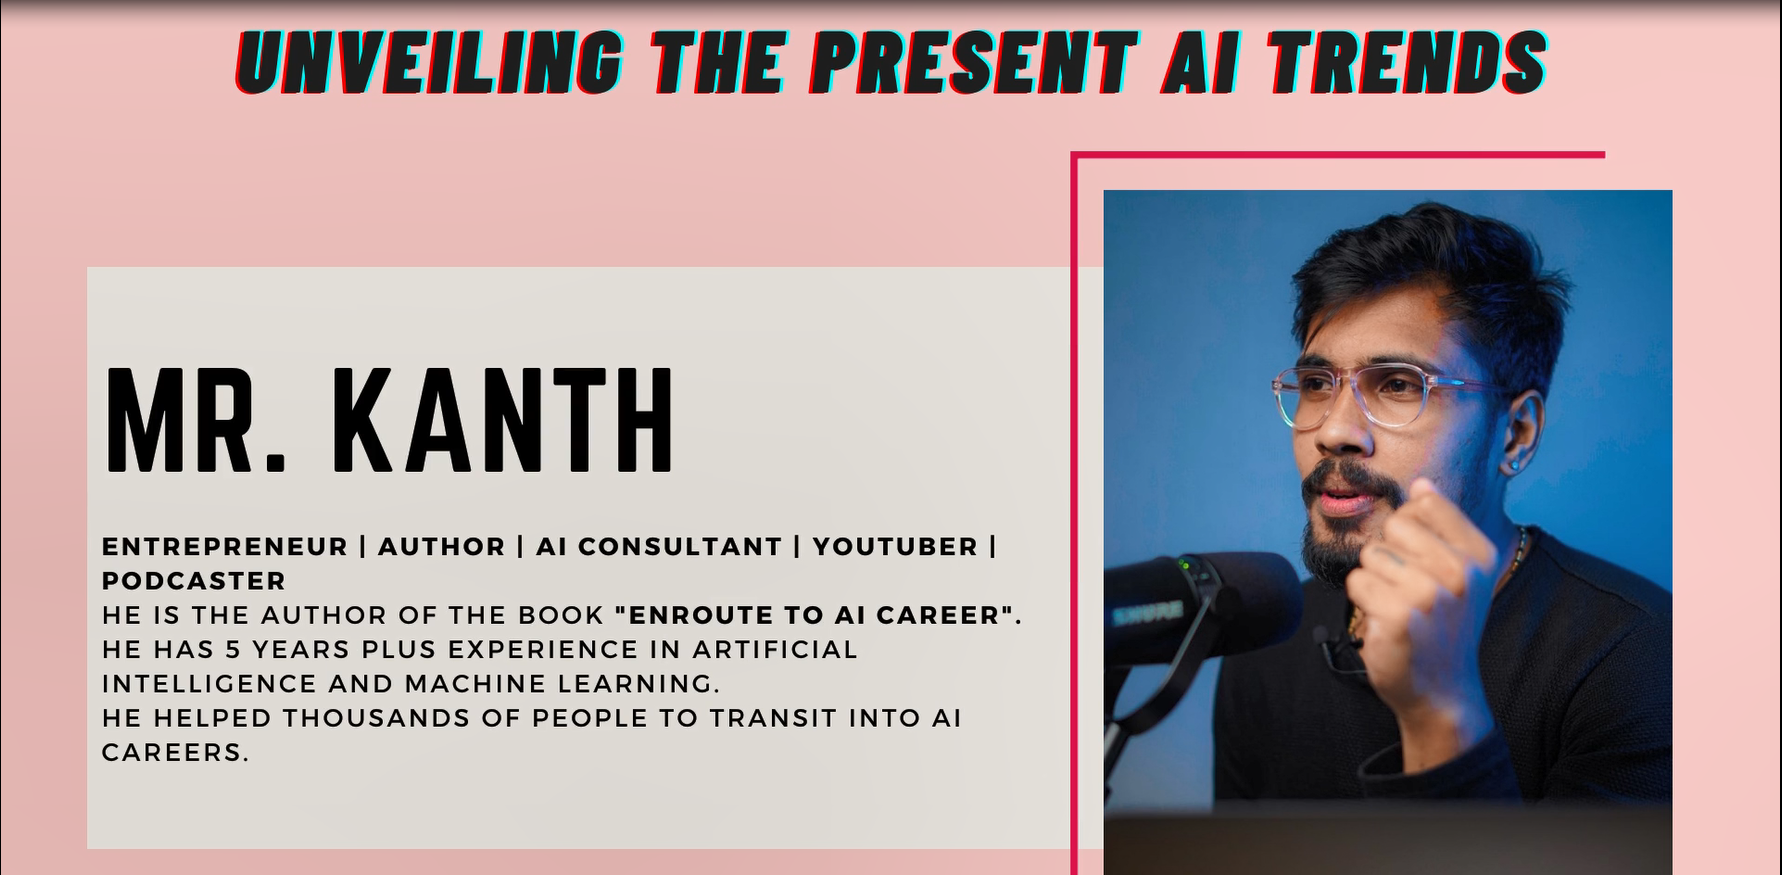 UNVEILING THE PRESENT AI TRENDS
MR. KANTH
ENTREPRENEUR | AUTHOR | AI CONSULTANT | YOUTUBER |
PODCASTER
HE IS THE AUTHOR OF THE BOOK "ENROUTE TO AI CAREER".
HE HAS 5 YEARS PLUS EXPERIENCE IN ARTIFICIAL
INTELLIGENCE AND MACHINE LEARNING.
HE HELPED THOUSANDS OF PEOPLE TO TRANSIT INTO AI
CAREERS.
SHURE